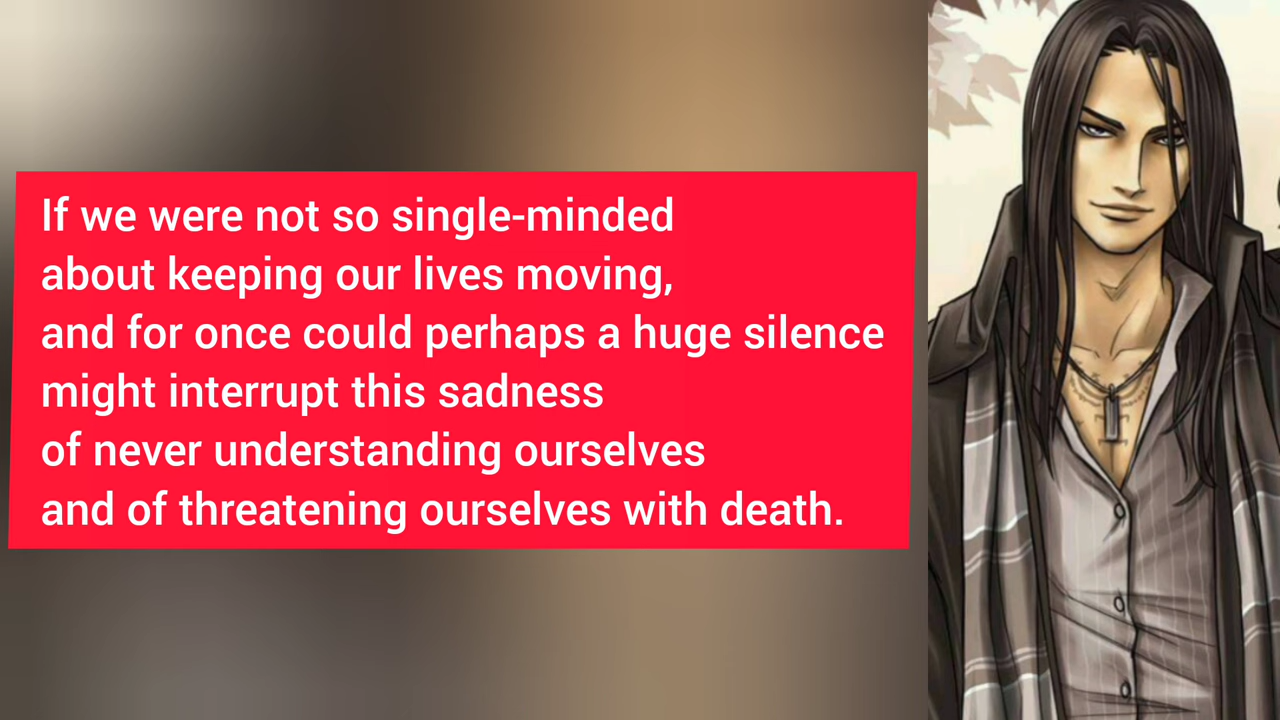 If we were not so single-minded
about keeping our lives moving,
and for once could perhaps a huge silence
might interrupt this sadness
of never understanding ourselves
and of threatening ourselves with death.